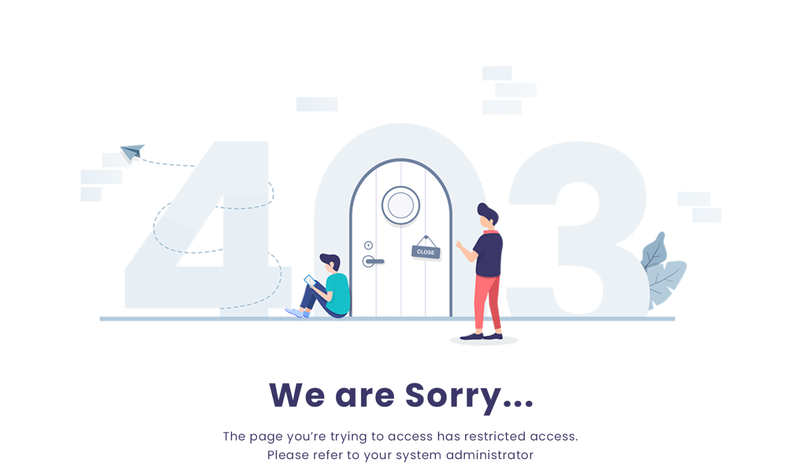 403
CLOSE
We are Sorry...
The page you’re trying to access has restricted access.
Please refer to your system administrator